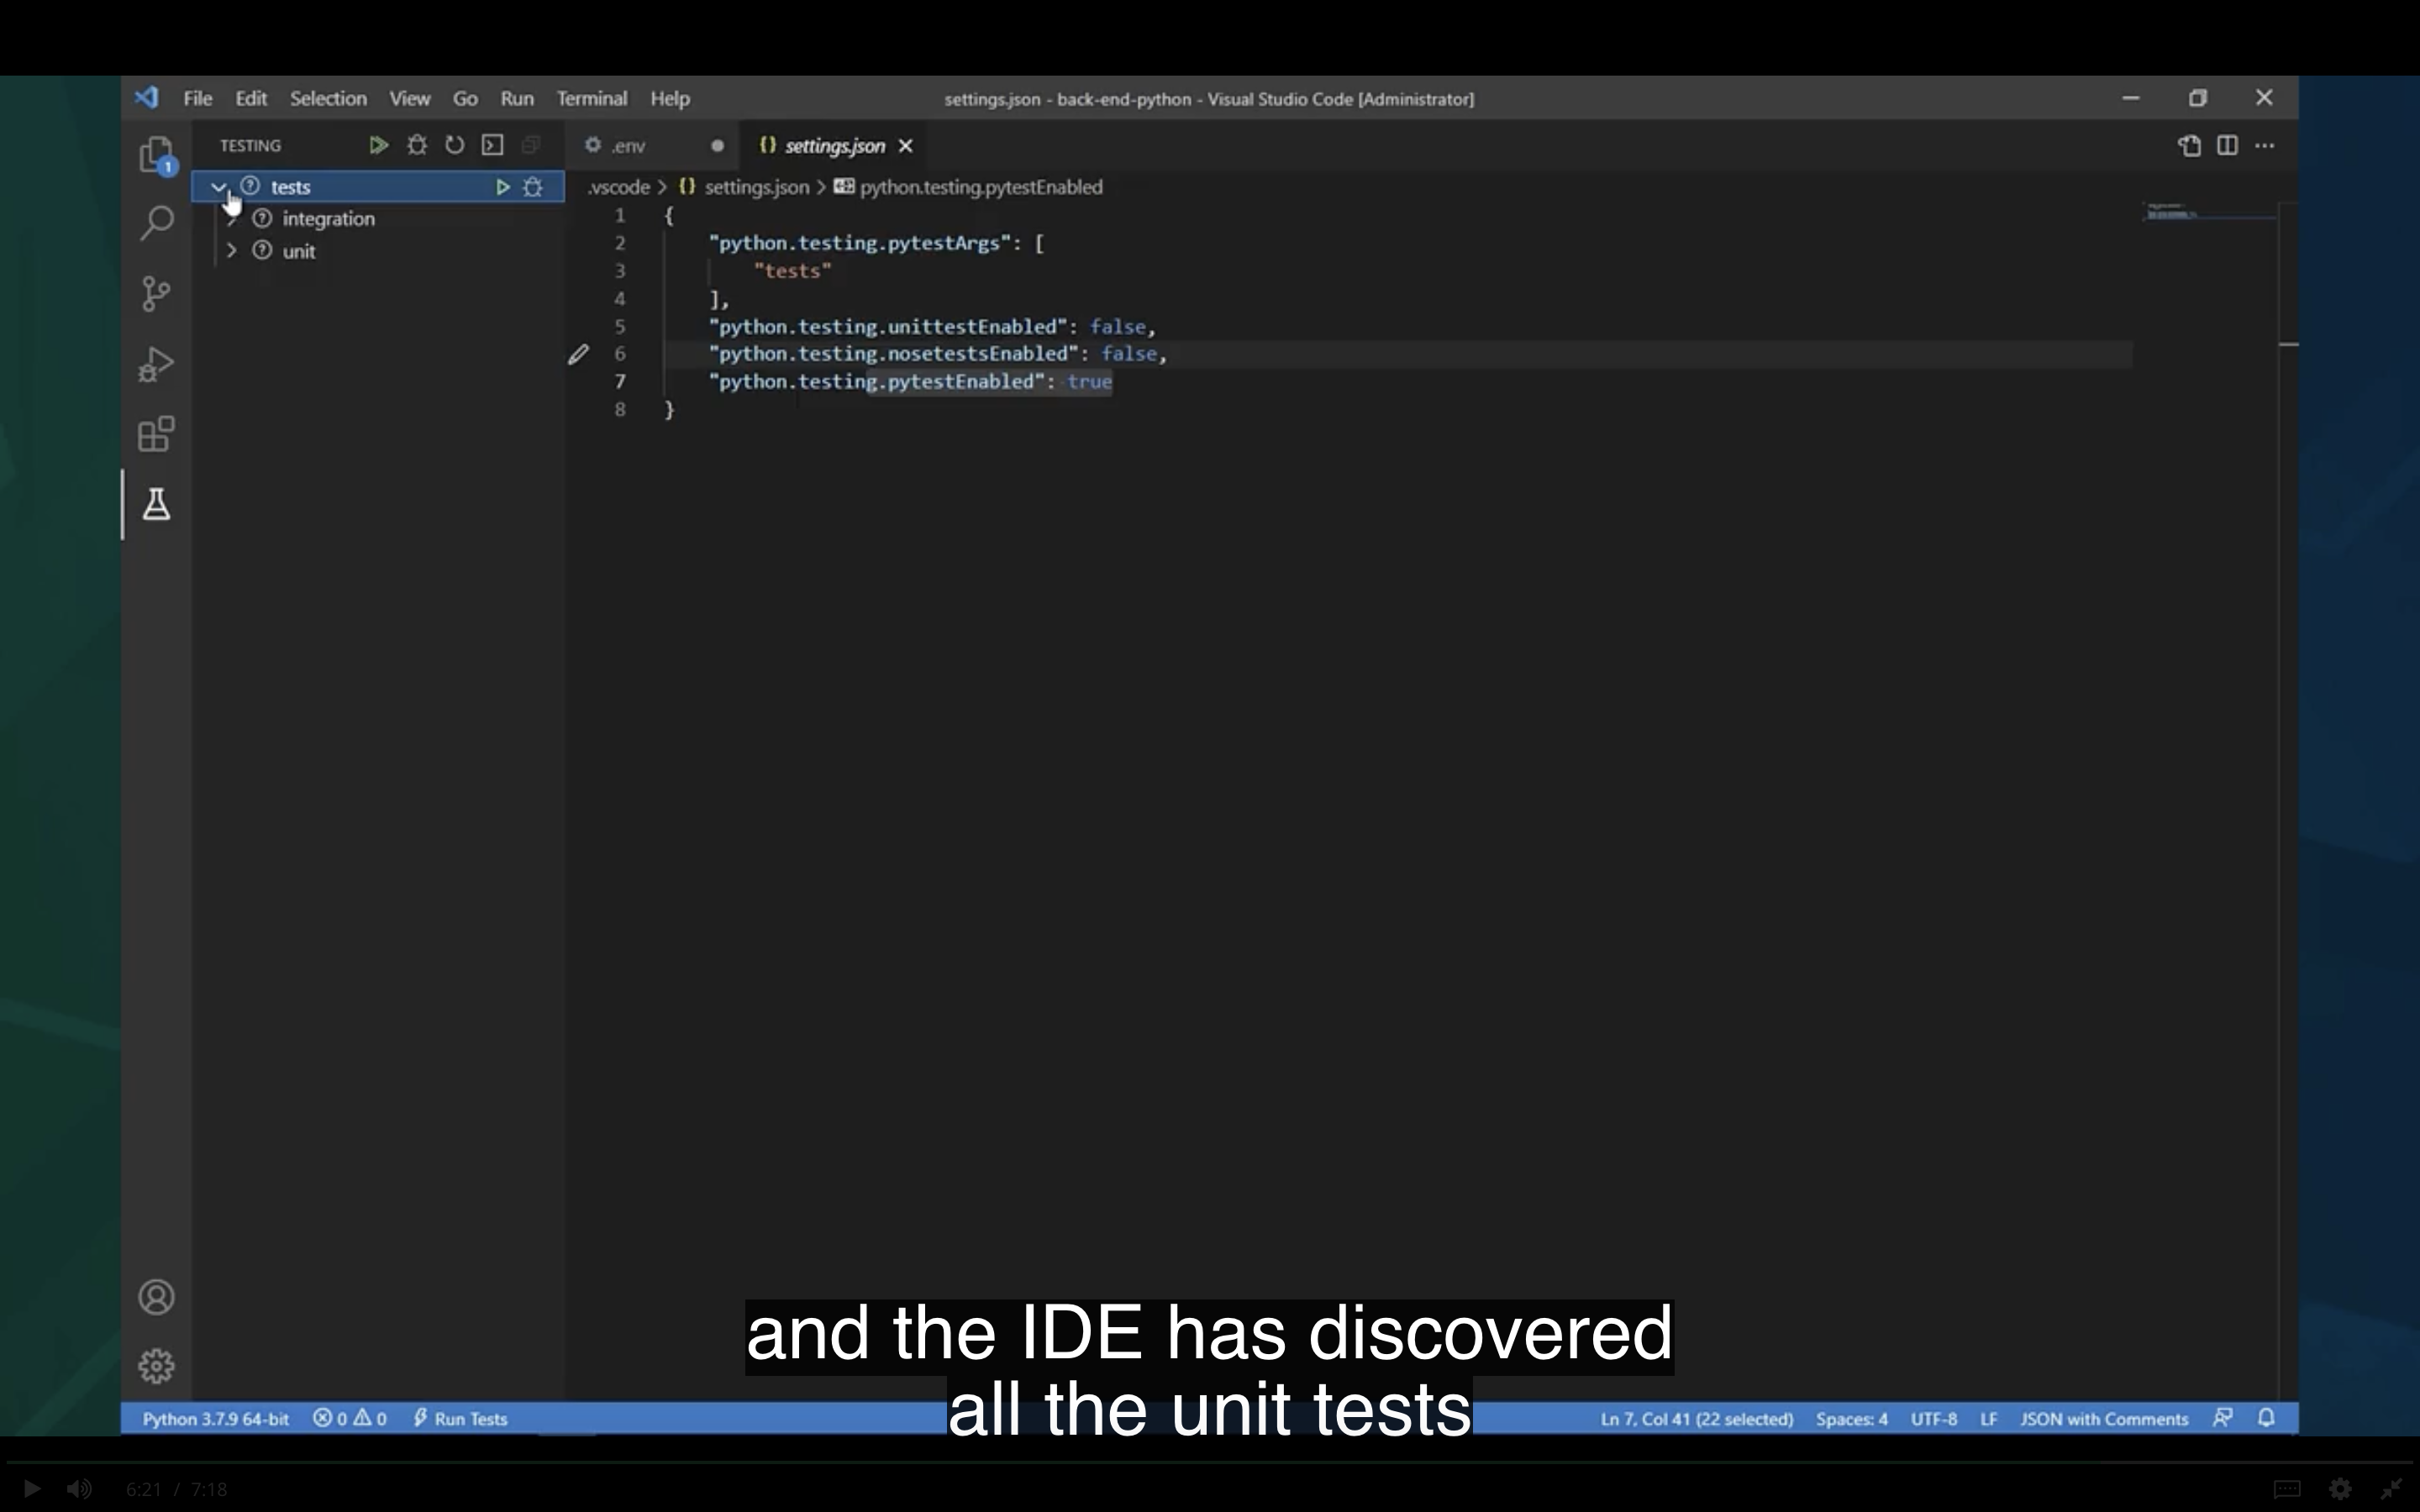 File Edit Selection View Go Run Terminal Help
settings.json - back-end-python - Visual Studio Code [Administrator]
TESTING
.env
{} settings.json
1
tests
.vscode > {} settings.json > python.testing.pytestEnabled
integration
unit
1 {
2 "python.testing.pytestArgs": [
3 "tests"
4 ],
5 "python.testing.unittestEnabled": false,
6 "python.testing.nosetestsEnabled": false,
7 "python.testing.pytestEnabled": true
8 }
and the IDE has discovered
all the unit tests
Python 3.7.9 64-bit 0 0 Run Tests
Ln 7, Col 41 (22 selected) Spaces: 4 UTF-8 LF JSON with Comments
6:21 / 7:18